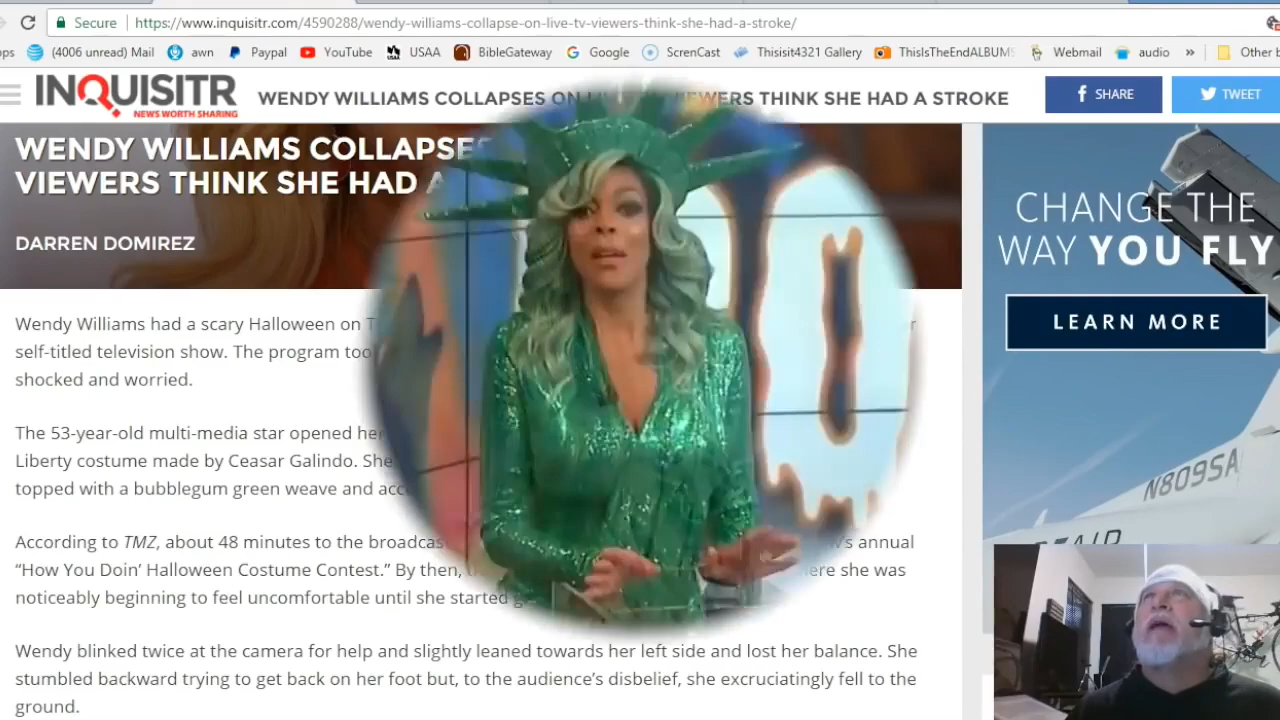 Secure https://www.inquisitr.com/4590288/wendy-williams-collapse-on-live-tv-viewers-think-she-had-a-stroke/
(4006 unread) Mail awn Paypal YouTube USAA BibleGateway Google ScrenCast Thisisit4321 Gallery ThisIsTheEndALBUMS Webmail audio » Other
INQUISITR
NEWS WORTH SHARING
WENDY WILLIAMS COLLAPSES ON THINK SHE HAD A STROKE
SHARE
TWEET
WENDY WILLIAMS COLLAPSE
VIEWERS THINK SHE HAD
DARREN DOMIREZ
Wendy Williams had a scary Halloween on
self-titled television show. The program too
shocked and worried.
The 53-year-old multi-media star opened her
Liberty costume made by Ceasar Galindo. She
topped with a bubblegum green weave and acc
According to TMZ, about 48 minutes to the broadcas annual
“How You Doin’ Halloween Costume Contest.” By then, ere she was
noticeably beginning to feel uncomfortable until she started
Wendy blinked twice at the camera for help and slightly leaned towards her left side and lost her balance. She
stumbled backward trying to get back on her foot but, to the audience’s disbelief, she excruciatingly fell to the
ground.
CHANGE THE
WAY YOU FLY
LEARN MORE
N809SA